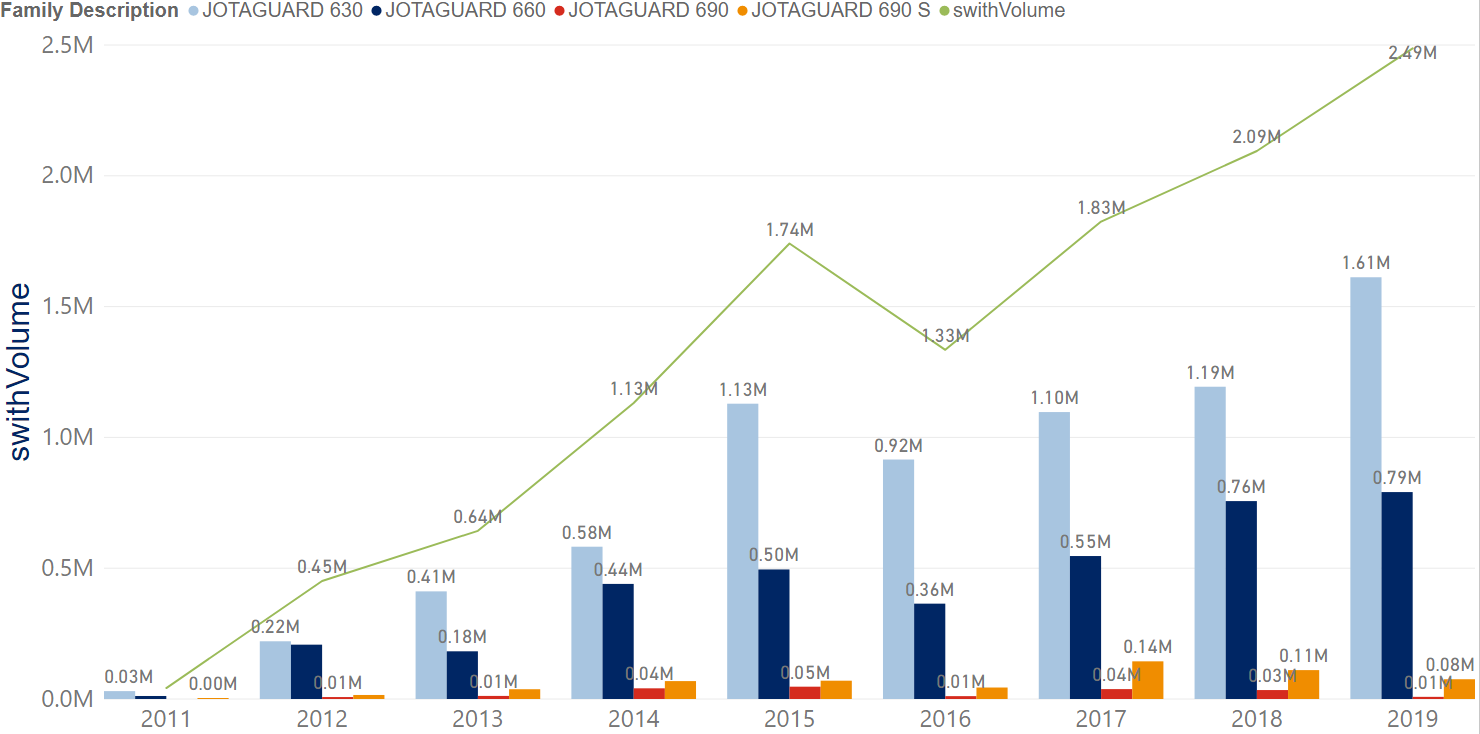 Family Description JOTAGUARD 630 JOTAGUARD 660 JOTAGUARD 690 JOTAGUARD 690 S swithVolume
2.5M
2.49M
2.09M
2.0M
1.83M
1.74M
1.61M
1.5M
1.33M
swithVolume
1.13M 1.13M 1.10M 1.19M
1.0M
0.92M
0.79M
0.76M
0.64M
0.58M
0.55M
0.50M
0.5M
0.45M
0.44M
0.41M
0.36M
0.22M
0.18M
0.14M
0.11M
0.08M
0.03M 0.00M 0.01M 0.01M 0.04M 0.05M 0.01M 0.04M 0.03M 0.01M
0.0M
2011 2012 2013 2014 2015 2016 2017 2018 2019